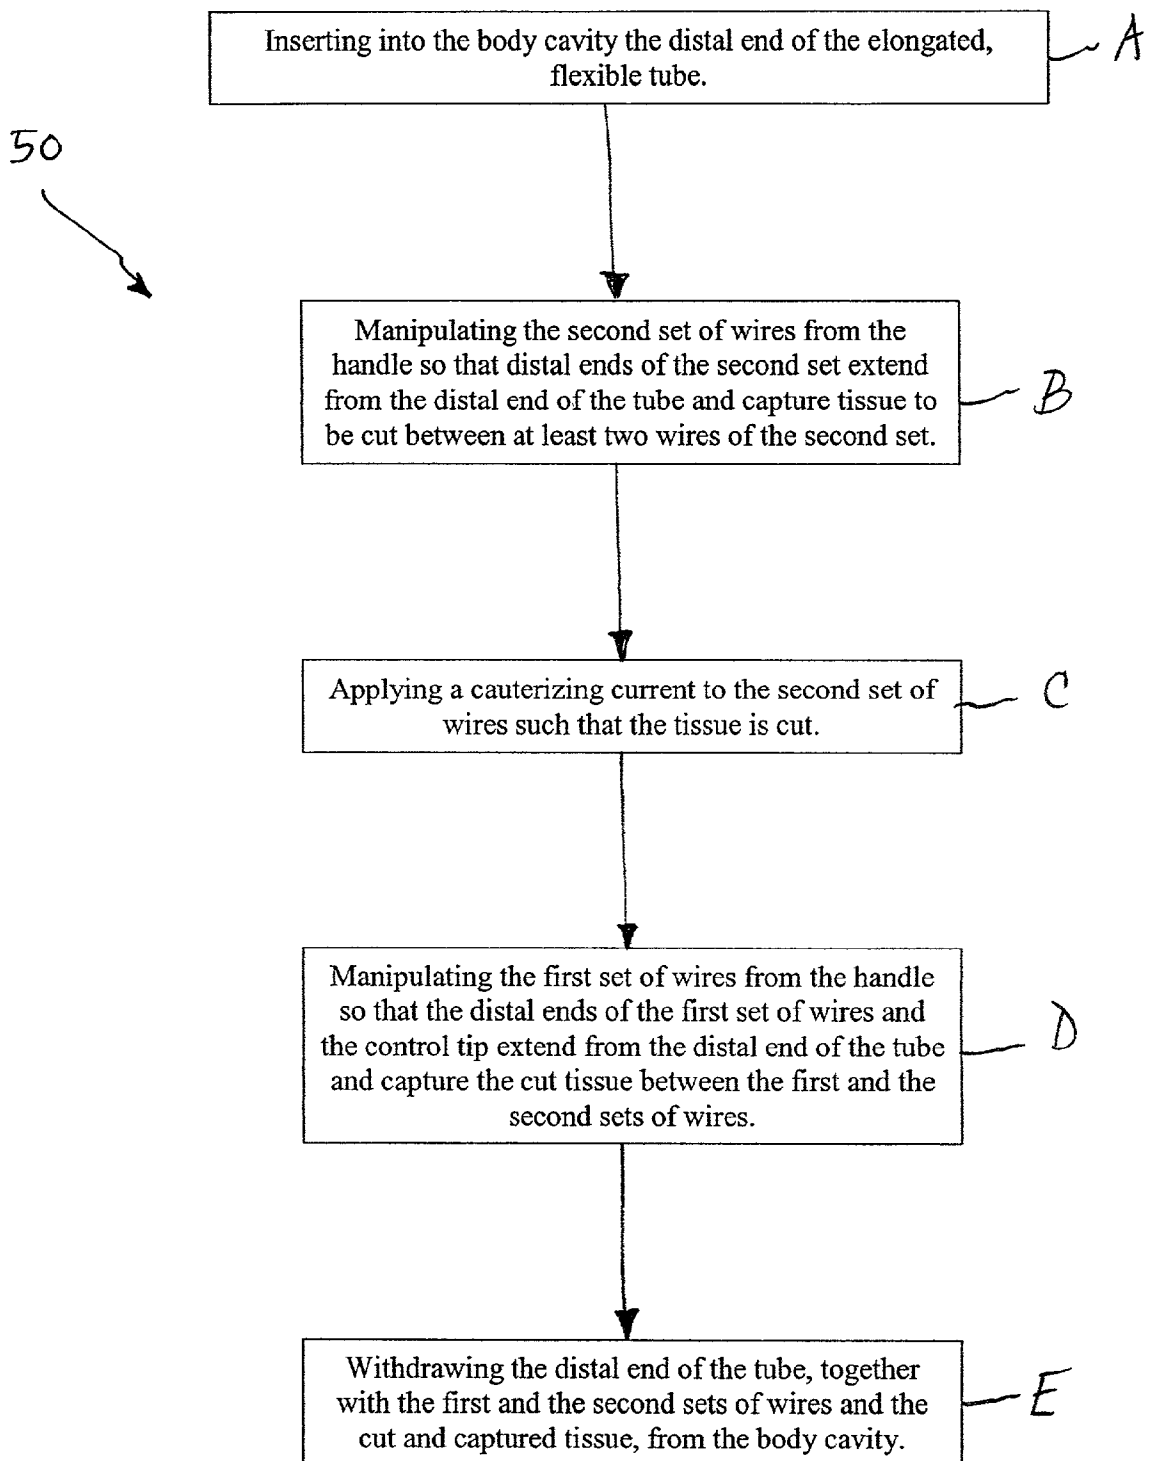 Inserting into the body cavity the distal end of the elongated,
flexible tube.
A
50
Manipulating the second set of wires from the
handle so that distal ends of the second set extend
from the distal end of the tube and capture tissue to
be cut between at least two wires of the second set.
B
Applying a cauterizing current to the second set of
wires such that the tissue is cut.
C
Manipulating the first set of wires from the handle
so that the distal ends of the first set of wires and
the control tip extend from the distal end of the tube
and capture the cut tissue between the first and the
second sets of wires.
D
Withdrawing the distal end of the tube, together
with the first and the second sets of wires and the
cut and captured tissue, from the body cavity.
E